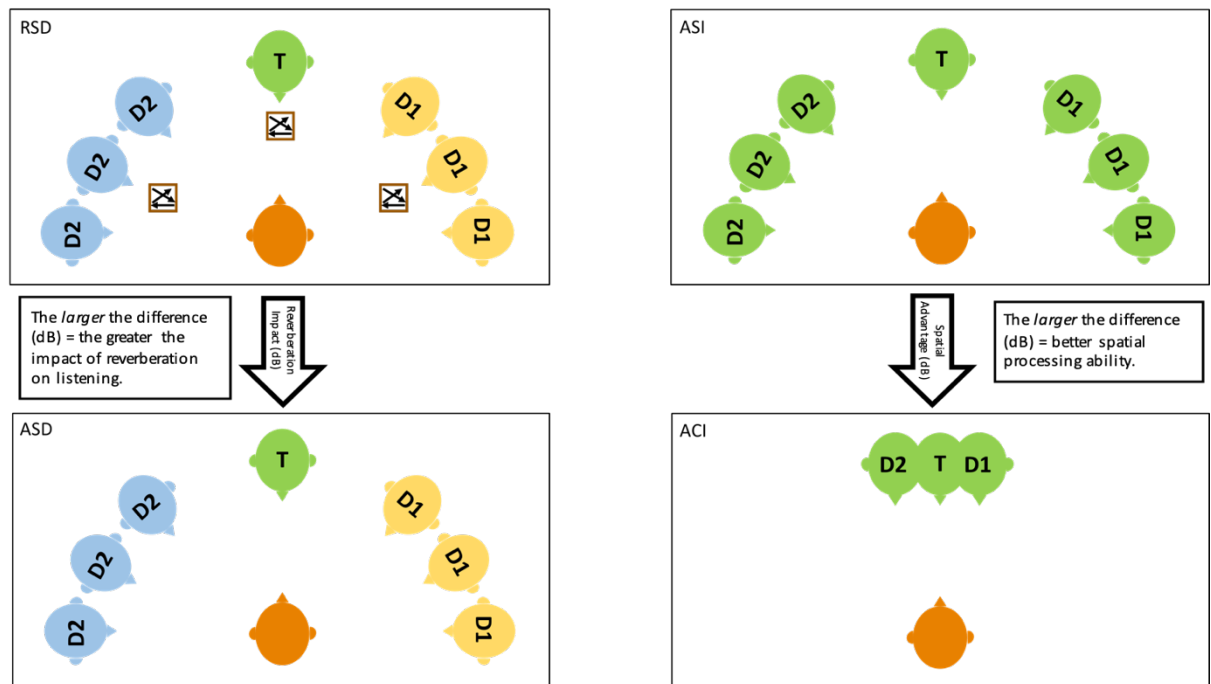 RSD
T
D2
D1
D2
D1
D2
D1
The larger the difference
(dB) = the greater the
impact of reverberation
on listening.
Reverberation
Impact (dB)
ASD
T
D2
D1
D2
D1
D2
D1
ASI
T
D2
D1
D2
D1
D2
D1
Spatial
Advantage (dB)
The larger the difference
(dB) = better spatial
processing ability.
ACI
D2 T D1